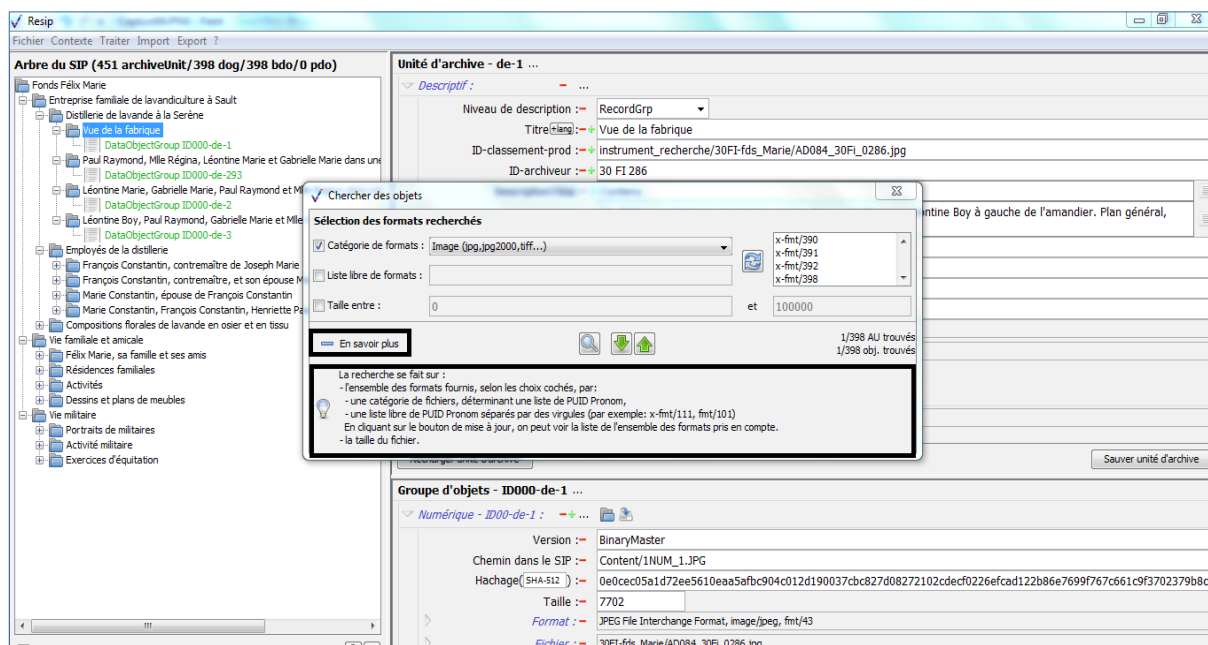 Resip
Fichier Contexte Traiter Import Export ?
Arbre du SIP (451 archiveUnit/398 dog/398 bdo/0 pdo)
Fonds Félix Marie
Entreprise familiale de lavandiculture à Sault
Distillerie de lavande à la Serène
Vue de la fabrique
DataObjectGroup ID000-de-1
Paul Raymond, Mlle Régina, Léontine Marie et Gabrielle Marie dans une
DataObjectGroup ID000-de-293
Léontine Marie, Gabrielle Marie, Paul Raymond et M
DataObjectGroup ID000-de-2
Léontine Boy, Paul Raymond, Gabrielle Marie et Mlle
DataObjectGroup ID000-de-3
Employés de la distillerie
François Constantin, contremaître de Joseph Marie
François Constantin, contremaître, et son épouse M
Marie Constantin, épouse de François Constantin
Marie Constantin, François Constantin, Henriette Pa
Compositions florales de lavande en osier et en tissu
Vie familiale et amicale
Félix Marie, sa famille et ses amis
Résidences familiales
Activités
Dessins et plans de meubles
Vie militaire
Portraits de militaires
Activité militaire
Exercices d'équitation
Unité d'archive - de-1 ...
Descriptif : − ...
Niveau de description :− RecordGrp
Titre +lang :−+ Vue de la fabrique
ID-classement-prod :−+ instrument_recherche/30FI-fds_Marie/AD084_30Fi_0286.jpg
ID-archiveur :−+ 30 FI 286
ontine Boy à gauche de l'amandier. Plan général,
Chercher des objets
Sélection des formats recherchés
Catégorie de formats : Image (jpg,jpg2000,tiff...)
x-fmt/390
x-fmt/391
x-fmt/392
x-fmt/398
Liste libre de formats :
Taille entre : 0 et 100000
En savoir plus
1/398 AU trouvés
1/398 obj. trouvés
La recherche se fait sur :
- l'ensemble des formats fournis, selon les choix cochés, par:
- une catégorie de fichiers, déterminant une liste de PUID Pronom,
- une liste libre de PUID Pronom séparés par des virgules (par exemple: x-fmt/111, fmt/101)
En cliquant sur le bouton de mise à jour, on peut voir la liste de l'ensemble des formats pris en compte.
- la taille du fichier.
Recharger unité d'archive
Sauver unité d'archive
Groupe d'objets - ID000-de-1 ...
Numérique - ID00-de-1 : −+ ...
Version :− BinaryMaster
Chemin dans le SIP :− Content/1NUM_1.JPG
Hachage( SHA-512 ) :− 0e0cec05a1d72ee5610eaa5afbc904c012d190037cbc827d08272102cdecf0226efcad122b86e7699f767c661c9f3702379b8c
Taille :− 7702
Format : − JPEG File Interchange Format, image/jpeg, fmt/43
Fichier : − 30FI-fds_Marie/AD084_30Fi_0286.jpg